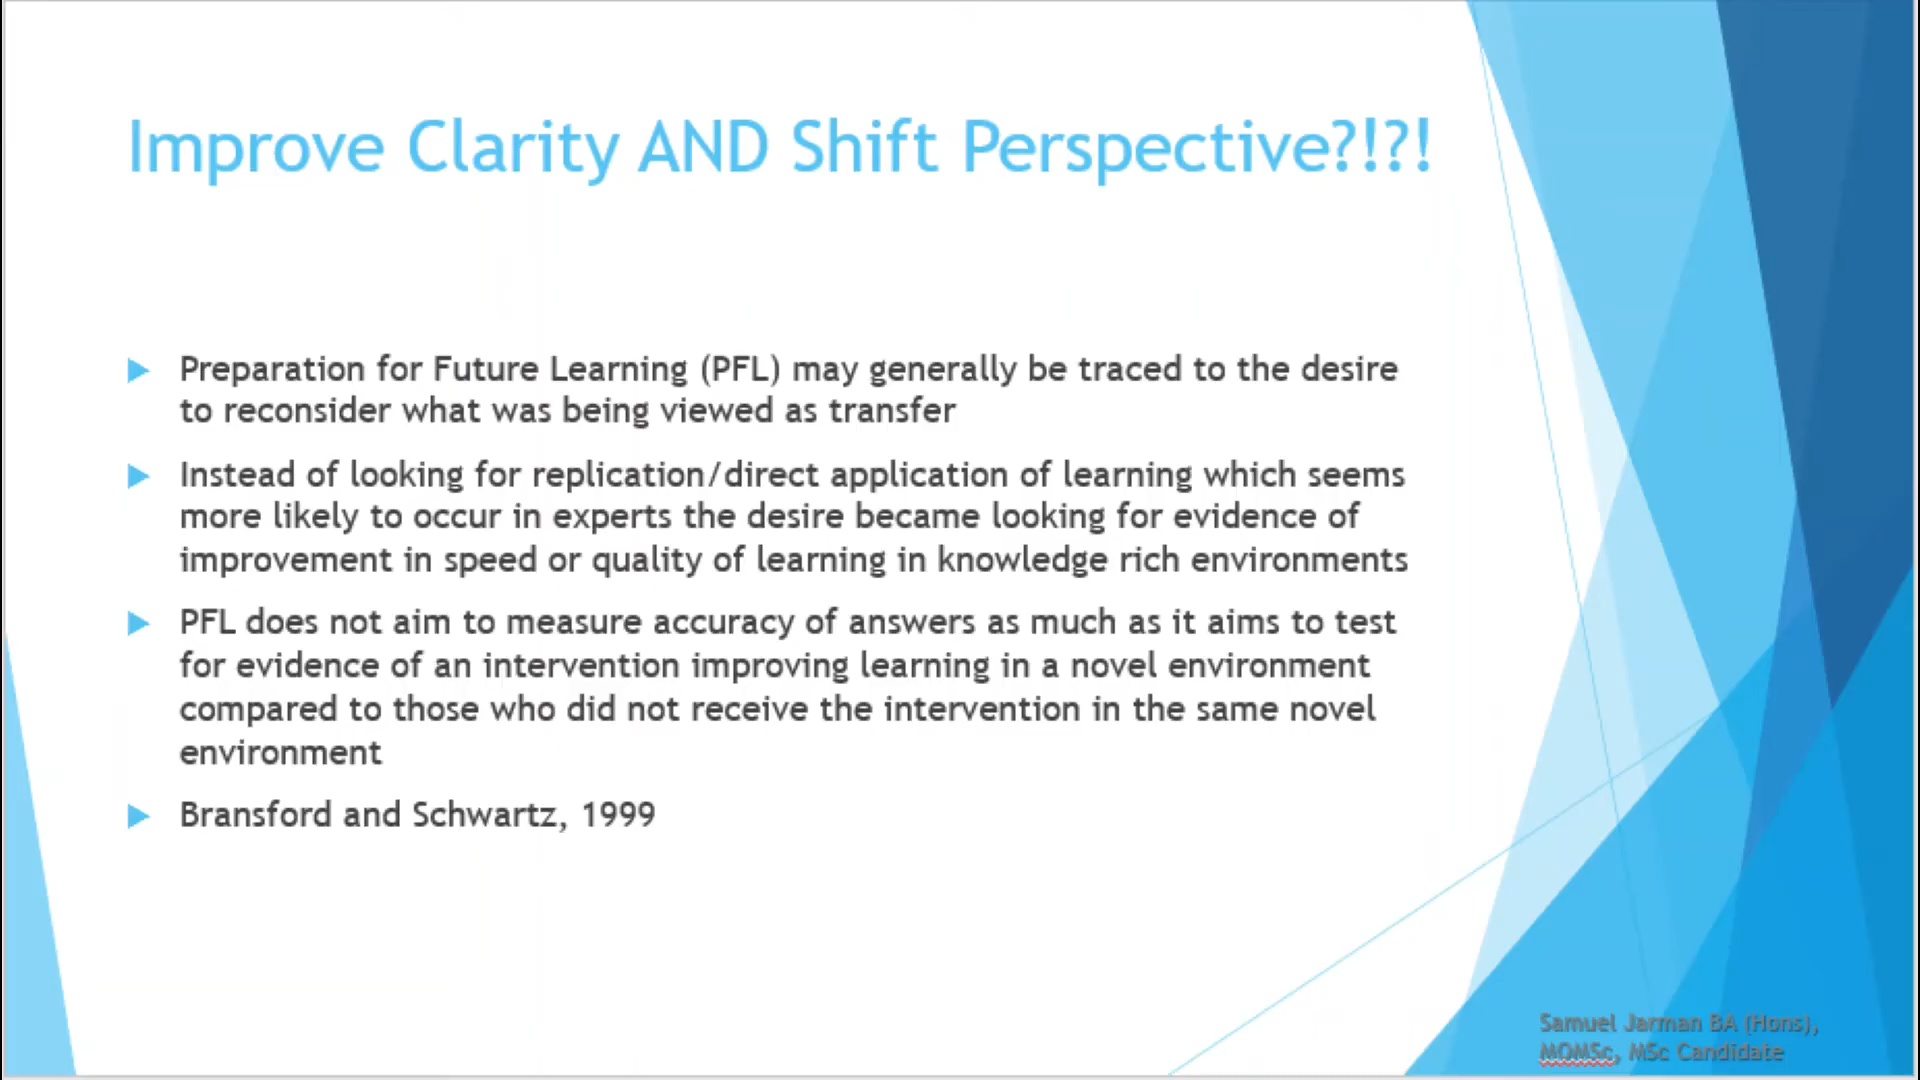 Improve Clarity AND Shift Perspective?!?!
Preparation for Future Learning (PFL) may generally be traced to the desire
to reconsider what was being viewed as transfer
Instead of looking for replication/direct application of learning which seems
more likely to occur in experts the desire became looking for evidence of
improvement in speed or quality of learning in knowledge rich environments
PFL does not aim to measure accuracy of answers as much as it aims to test
for evidence of an intervention improving learning in a novel environment
compared to those who did not receive the intervention in the same novel
environment
Bransford and Schwartz, 1999
Samuel Jarman BA (Hons),
MOMSc, MSc Candidate